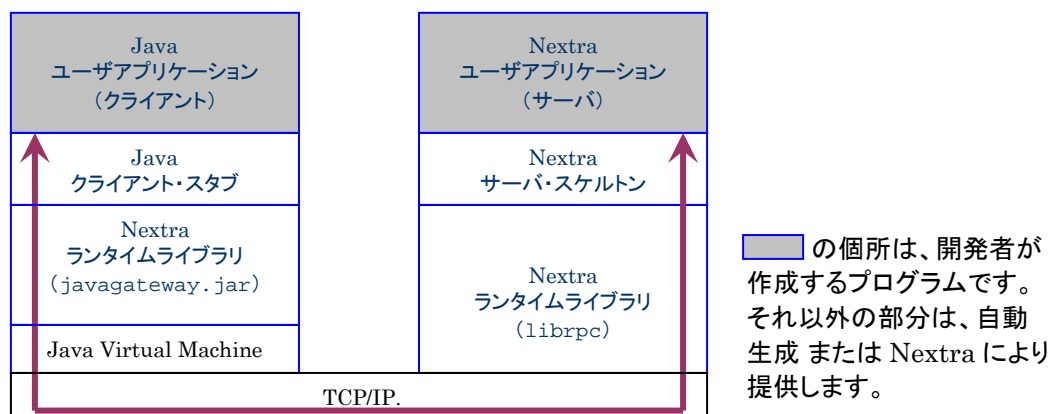 Java
ユーザアプリケーション
(クライアント)
Java
クライアント・スタブ
Nextra
ランタイムライブラリ
(javagateway.jar)
Java Virtual Machine
Nextra
ユーザアプリケーション
(サーバ)
Nextra
サーバ・スケルトン
Nextra
ランタイムライブラリ
(librpc)
TCP/IP.
の個所は、開発者が
作成するプログラムです。
それ以外の部分は、自動
生成 または Nextra により
提供します。